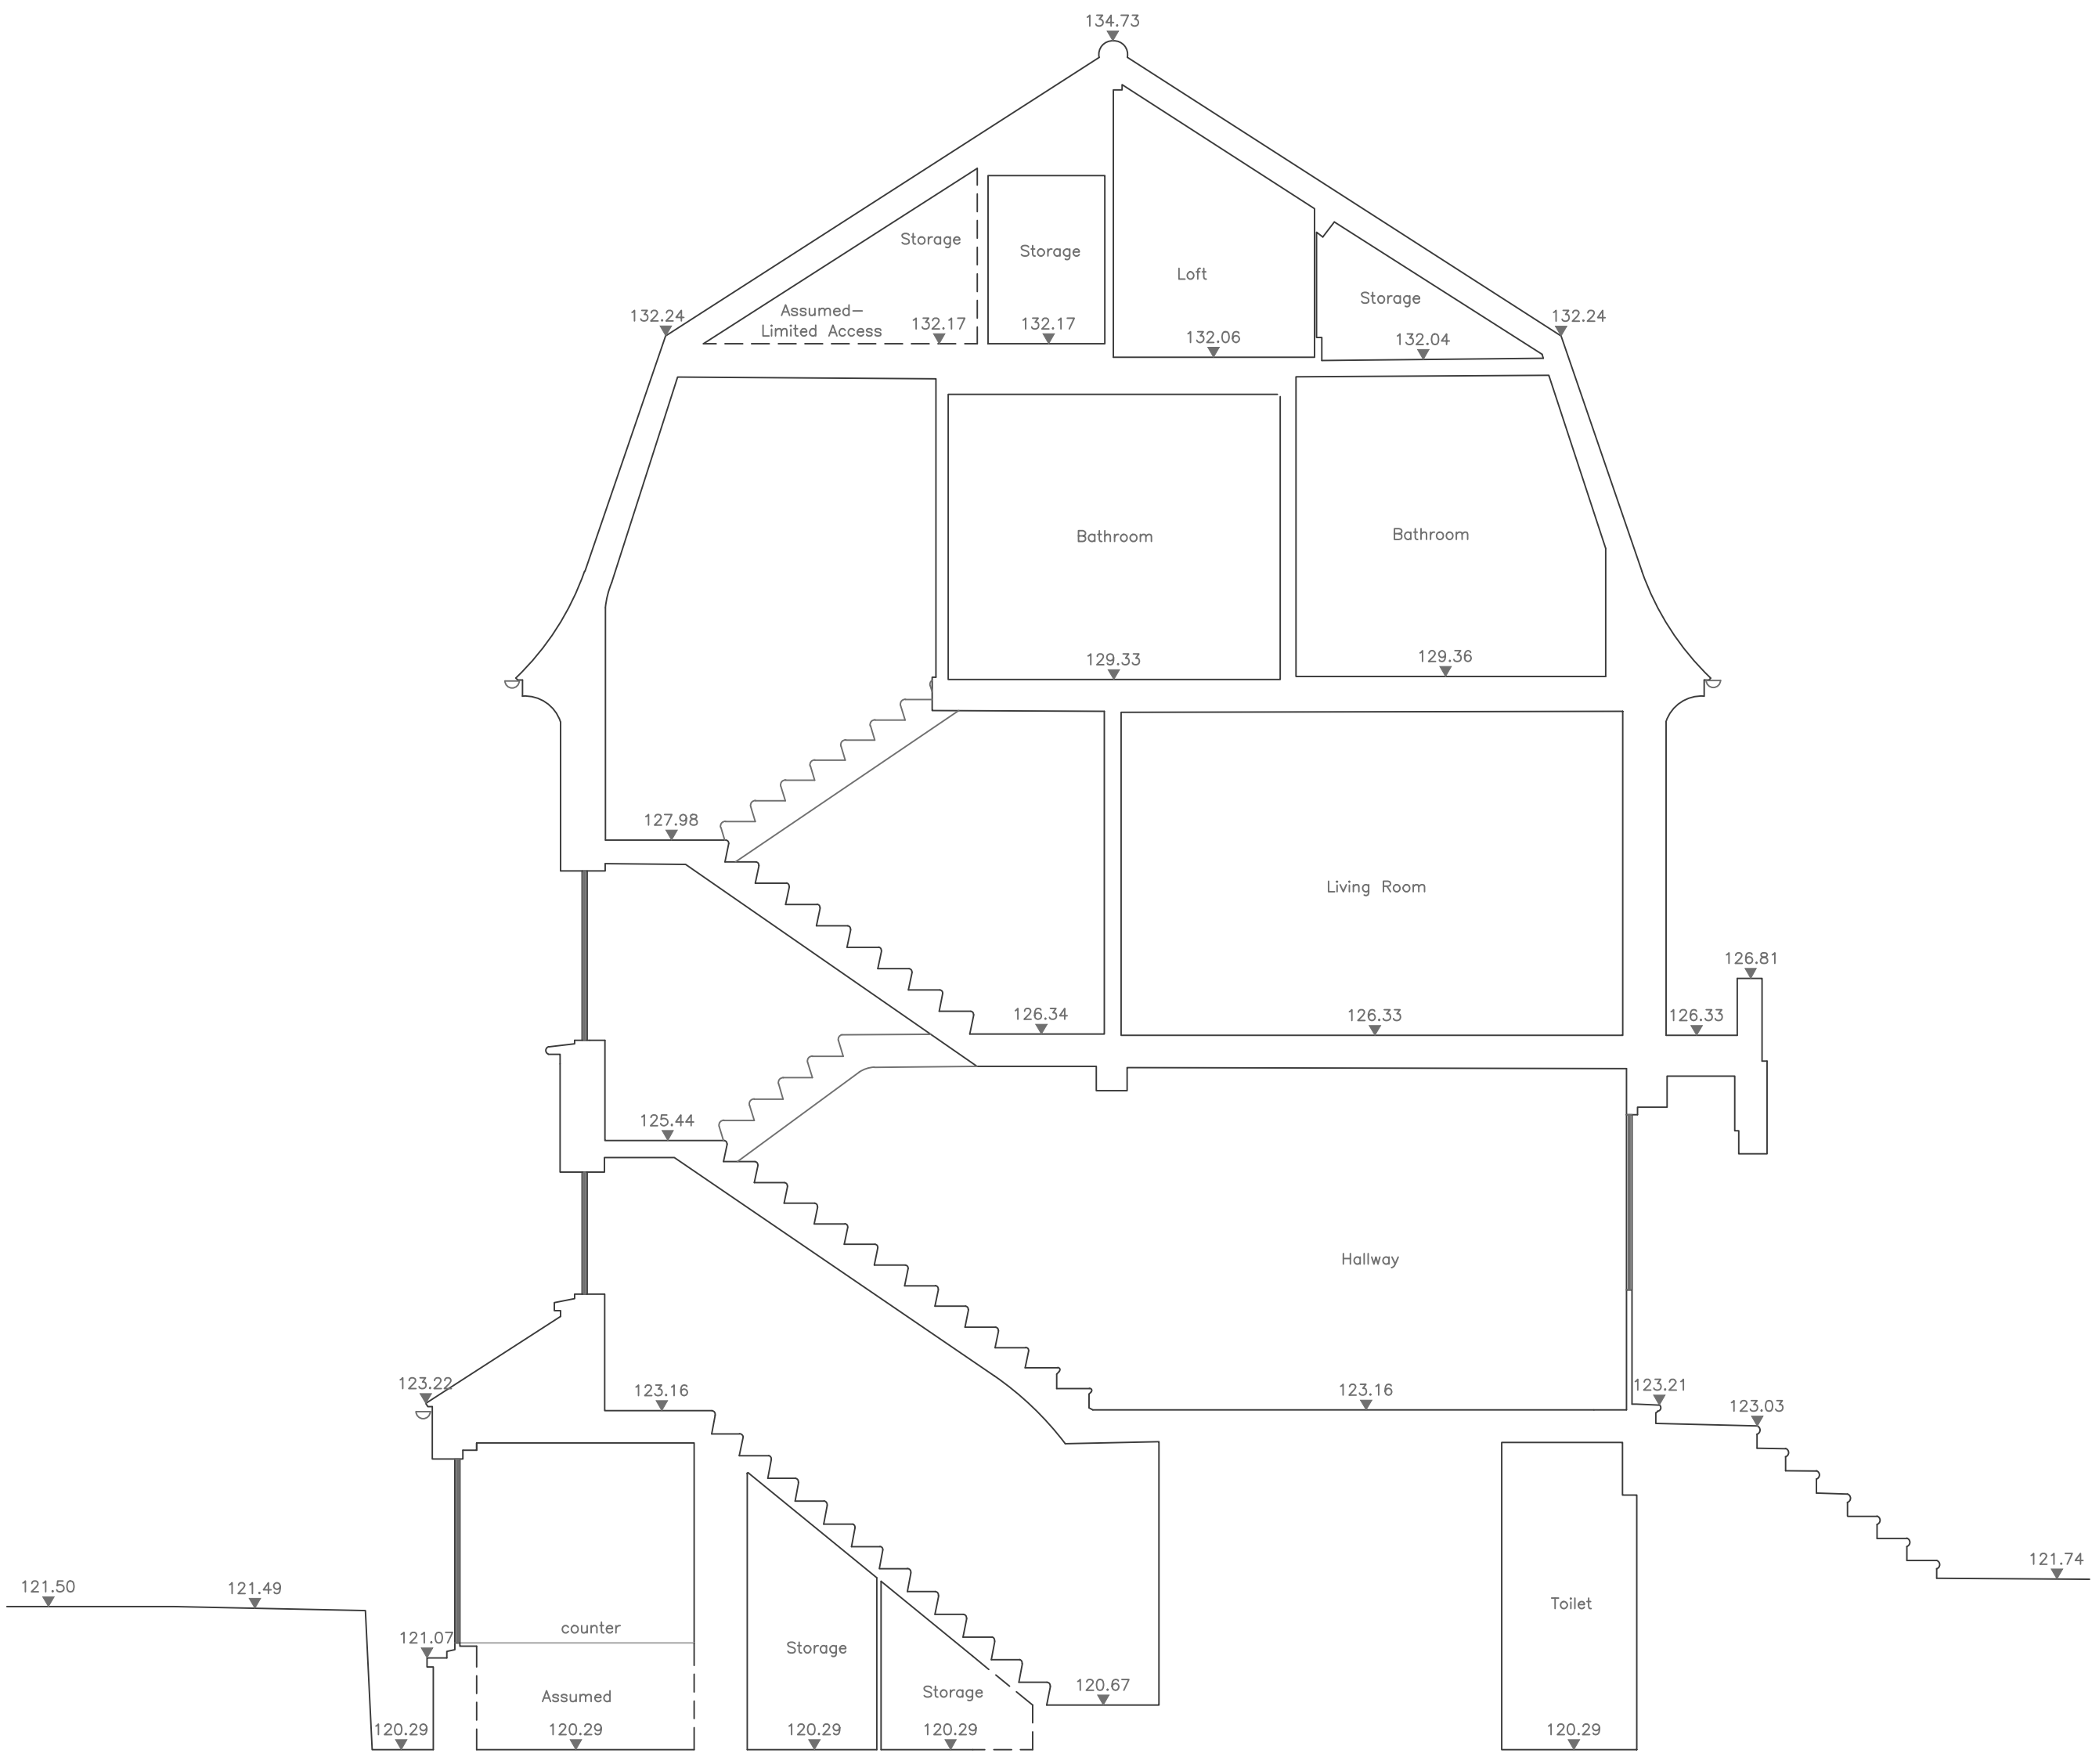 134.73
Storage
Storage
Loft
Storage
Assumed–
Limited Access
132.24
132.17
132.17
132.06
132.04
132.24
Bathroom
Bathroom
129.33
129.36
127.98
Living Room
126.81
126.34
126.33
126.33
125.44
Hallway
123.22
123.16
123.16
123.21
123.03
121.50
121.49
121.74
Toilet
counter
121.07
Storage
Storage
Assumed
120.67
120.29
120.29
120.29
120.29
120.29